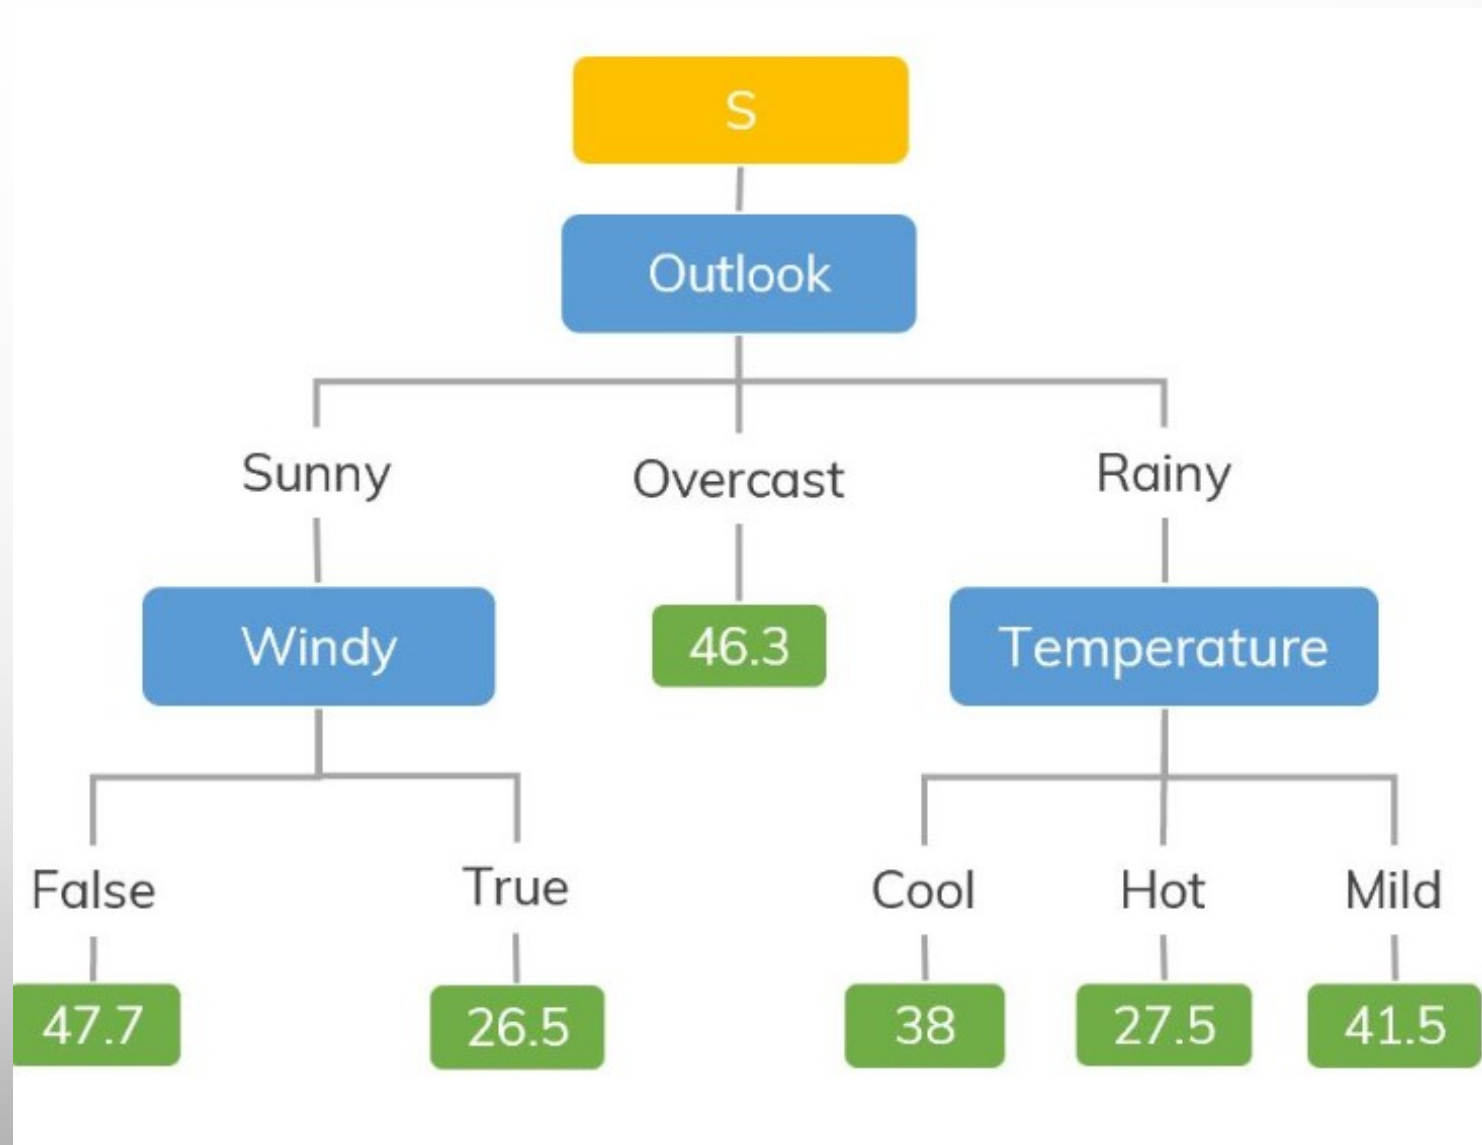 S
Outlook
Sunny
Overcast
Rainy
Windy
46.3
Temperature
False
True
Cool
Hot
Mild
47.7
26.5
38
27.5
41.5